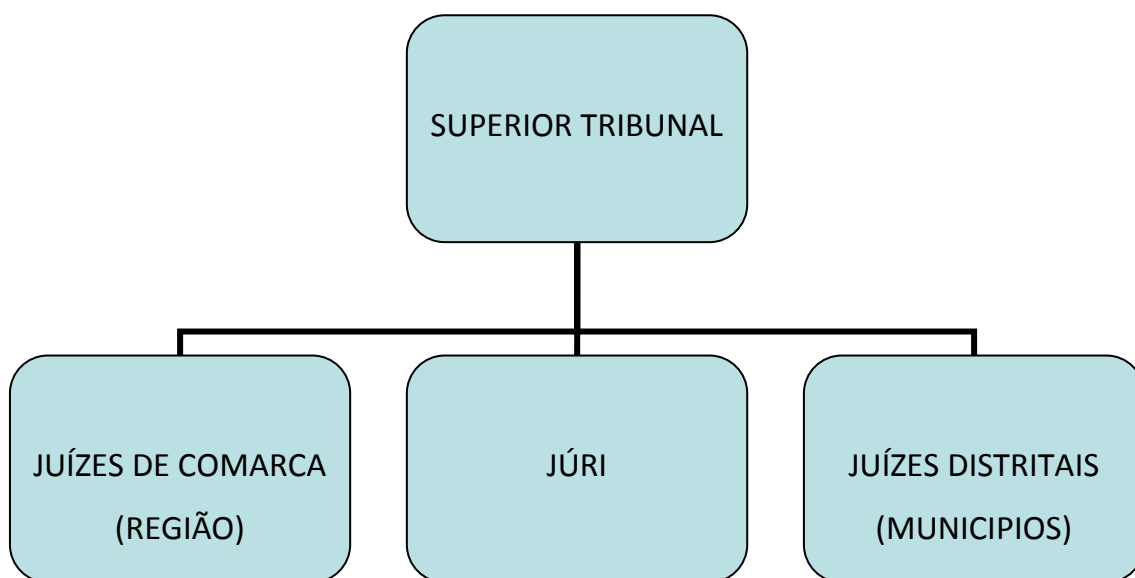 SUPERIOR TRIBUNAL
JUÍZES DE COMARCA
(REGIÃO)
JÚRI
JUÍZES DISTRITAIS
(MUNICIPIOS)